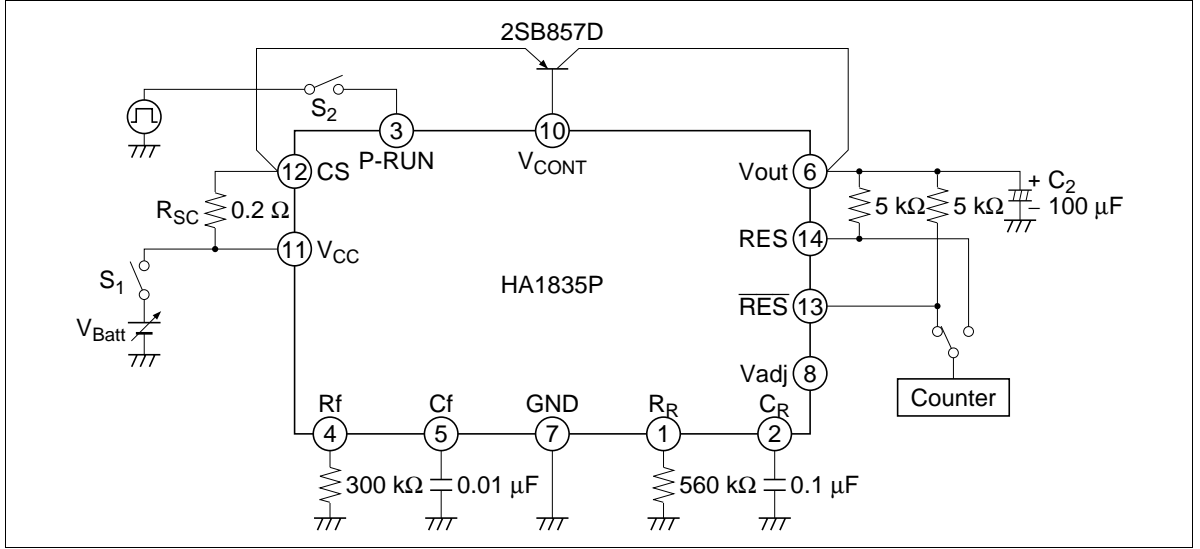 2SB857D
S2
3
P-RUN
10
VCONT
12 CS
Vout 6
RSC 0.2 Ω
5 kΩ 5 kΩ
+ C2
− 100 μF
11 VCC
RES 14
S1
HA1835P
RES 13
VBatt
Vadj 8
Counter
Rf Cf GND RR CR
4 5 7 1 2
300 kΩ 0.01 μF 560 kΩ 0.1 μF